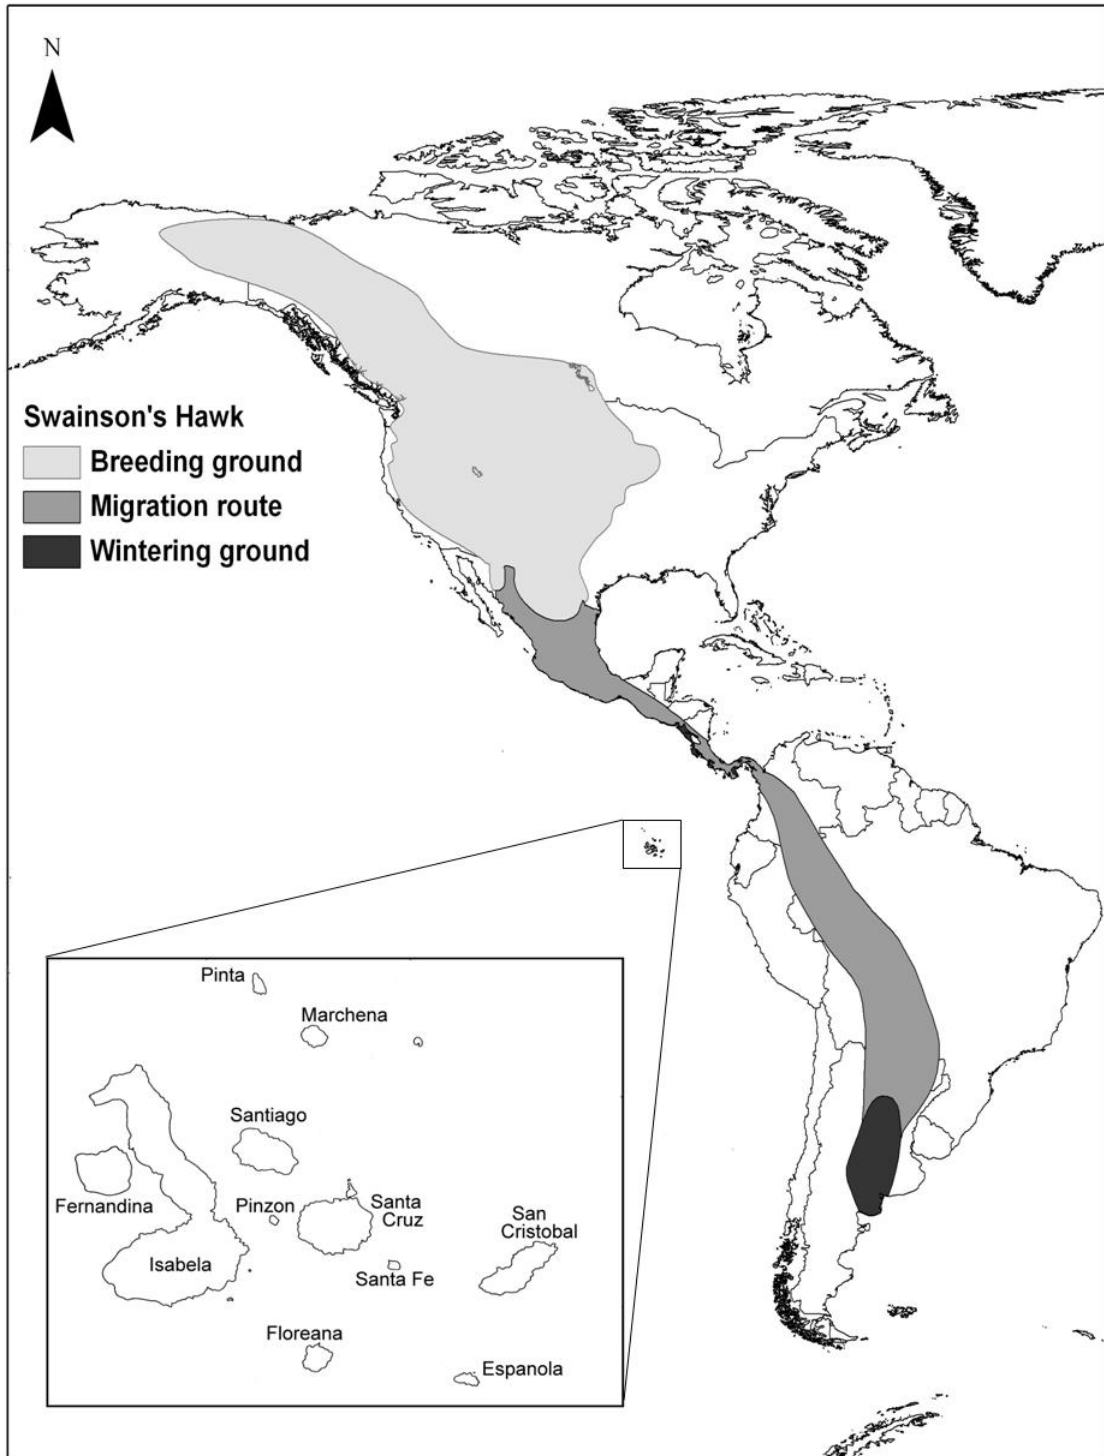 N
Swainson's Hawk
Breeding ground
Migration route
Wintering ground
Pinta
Marchena
Santiago
Fernandina
Pinzon
Santa
Cruz
San
Cristobal
Isabela
Santa Fe
Floreana
Espanola